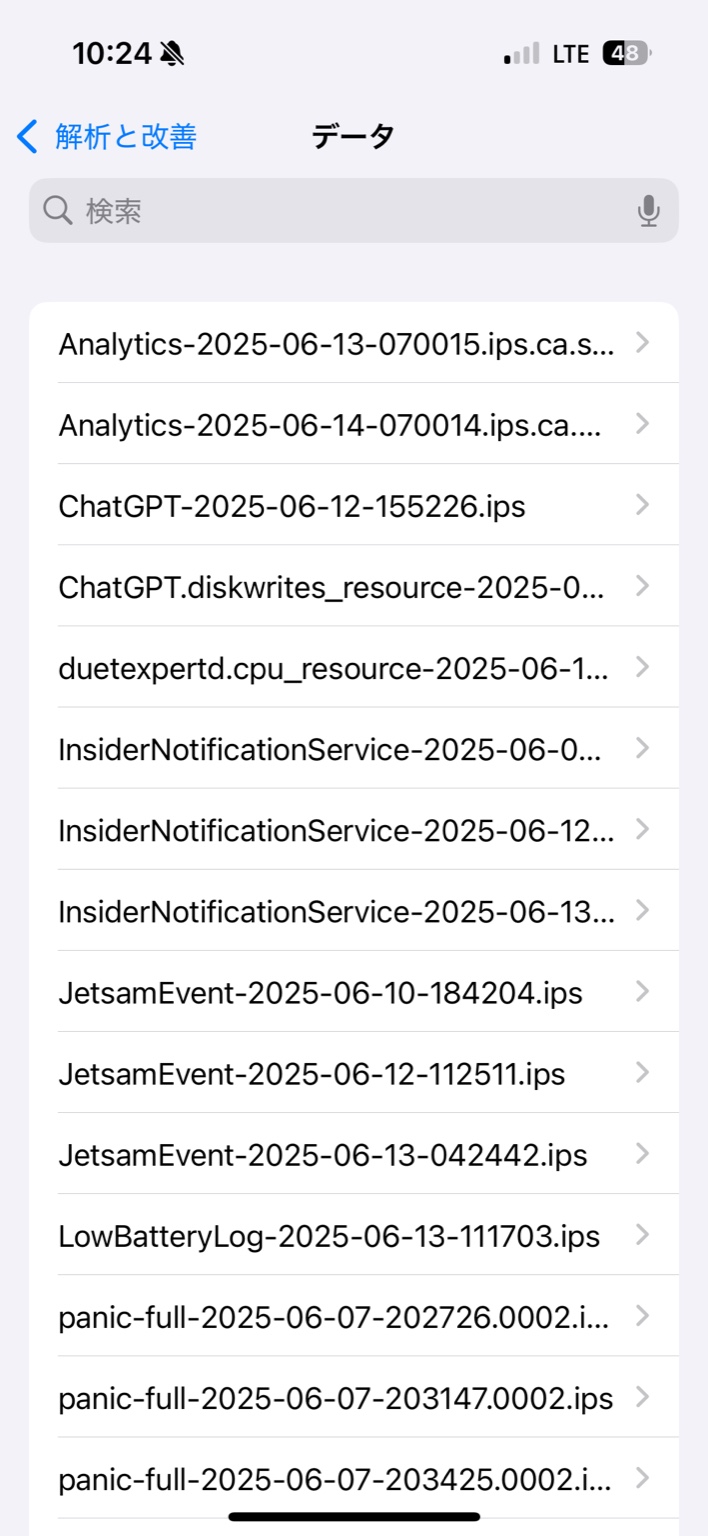 10:24
LTE
48
解析と改善
データ
検索
Analytics-2025-06-13-070015.ips.ca.s...
Analytics-2025-06-14-070014.ips.ca....
ChatGPT-2025-06-12-155226.ips
ChatGPT.diskwrites_resource-2025-0...
duetexpertd.cpu_resource-2025-06-1...
InsiderNotificationService-2025-06-0...
InsiderNotificationService-2025-06-12...
InsiderNotificationService-2025-06-13...
JetsamEvent-2025-06-10-184204.ips
JetsamEvent-2025-06-12-112511.ips
JetsamEvent-2025-06-13-042442.ips
LowBatteryLog-2025-06-13-111703.ips
panic-full-2025-06-07-202726.0002.i...
panic-full-2025-06-07-203147.0002.ips
panic-full-2025-06-07-203425.0002.i...